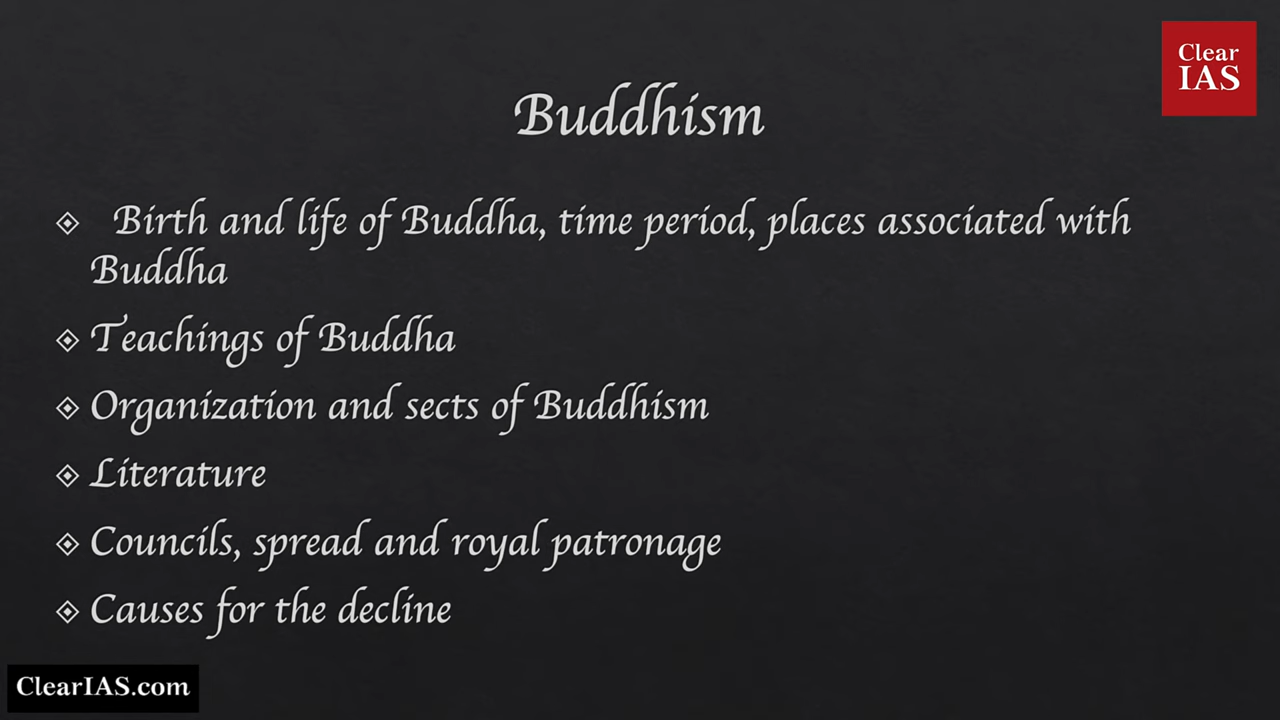 Clear
IAS
Buddhism
Birth and life of Buddha, time period, places associated with
Buddha
Teachings of Buddha
Organization and sects of Buddhism
Literature
Councils, spread and royal patronage
Causes for the decline
ClearIAS.com